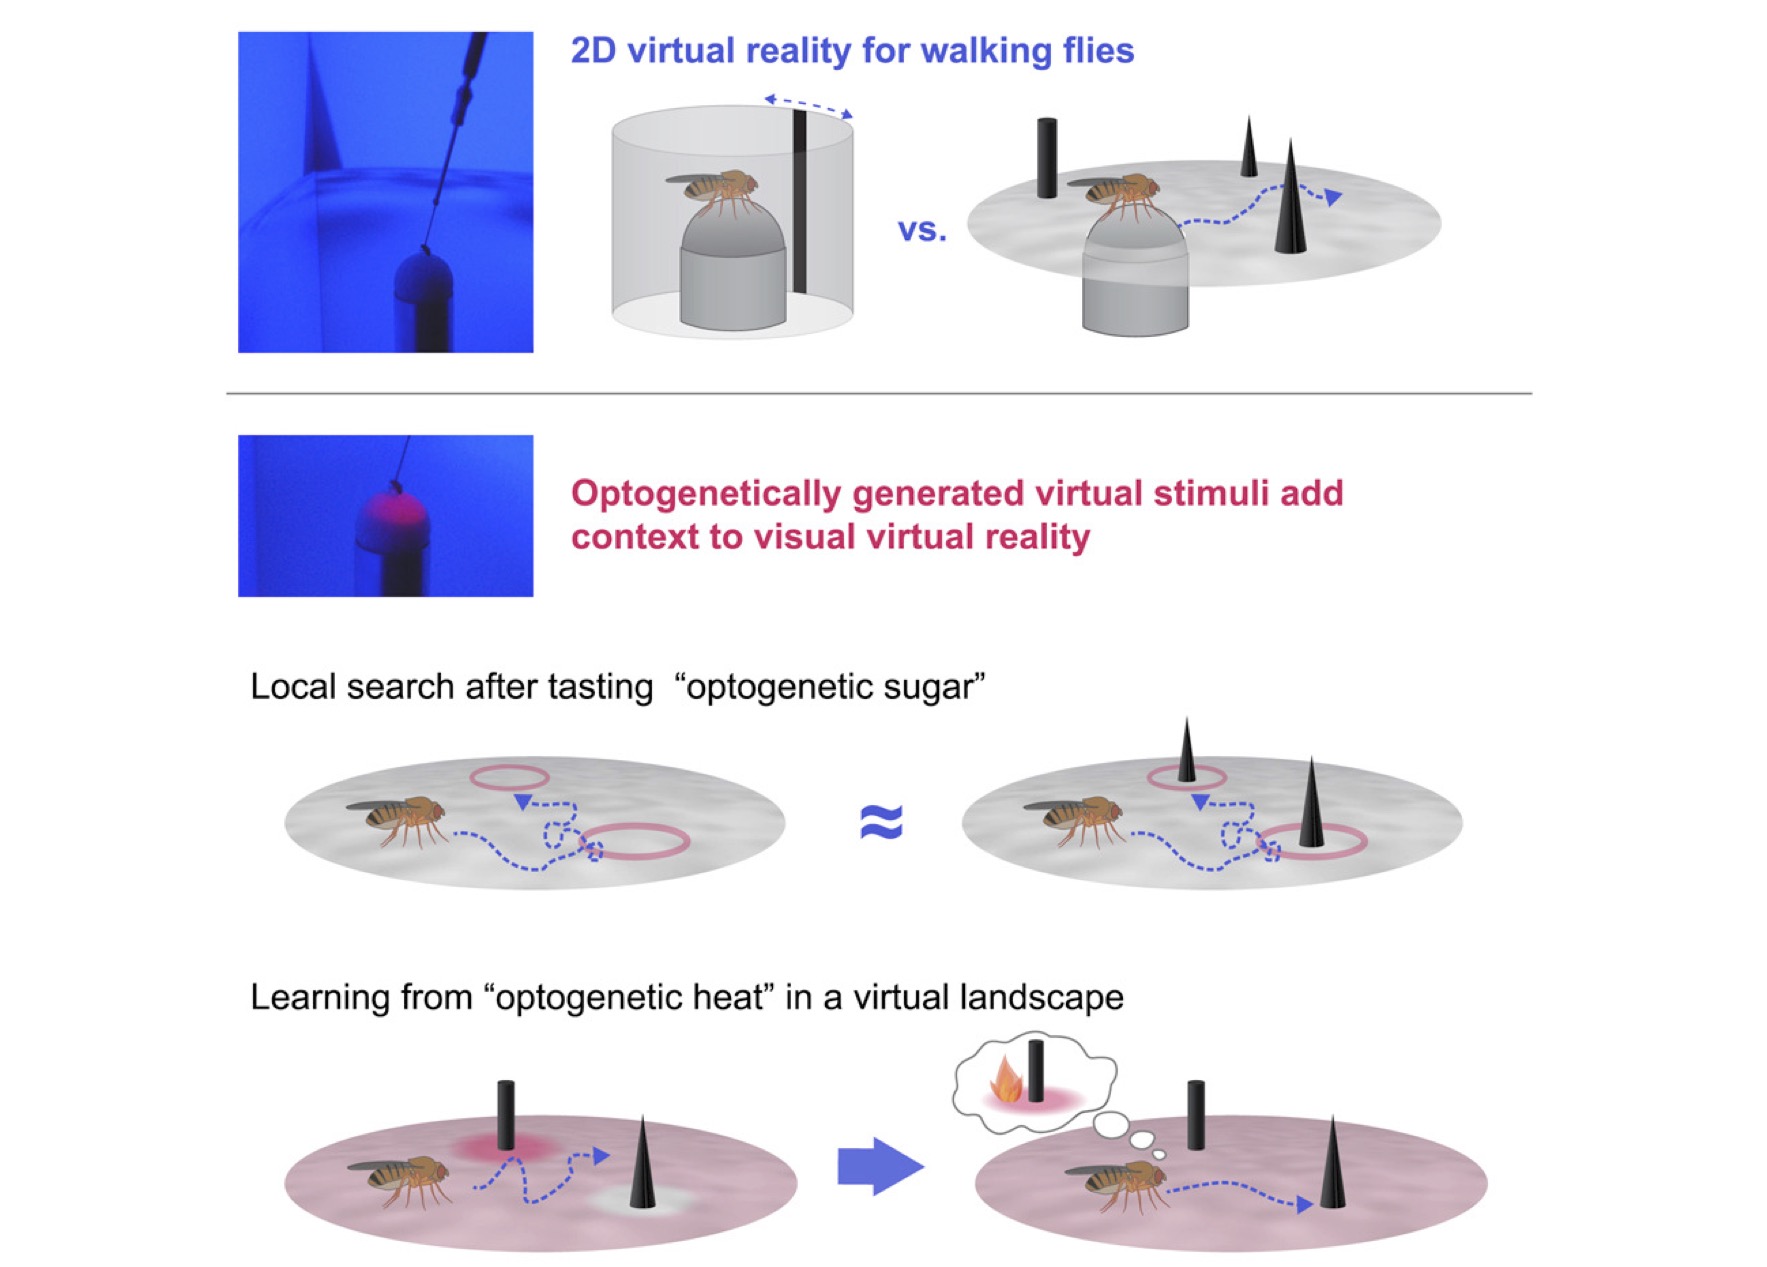 2D virtual reality for walking flies
vs.
Optogenetically generated virtual stimuli add
context to visual virtual reality
Local search after tasting “optogenetic sugar”
≈
Learning from “optogenetic heat” in a virtual landscape